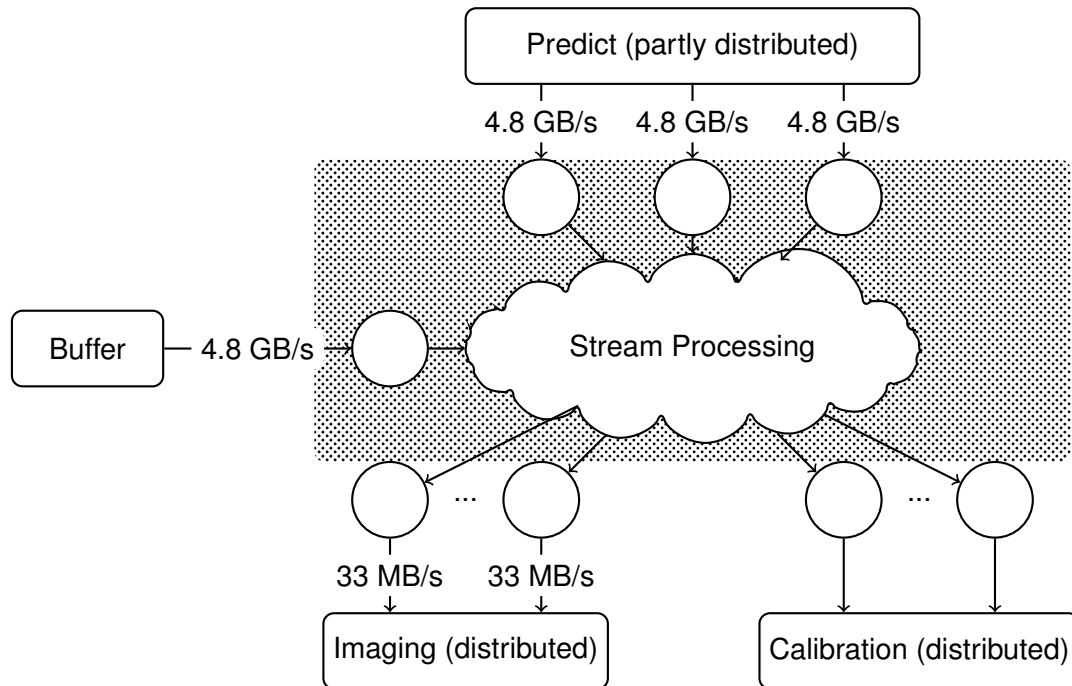 Predict (partly distributed)
4.8 GB/s 4.8 GB/s 4.8 GB/s
Buffer 4.8 GB/s Stream Processing
... ...
33 MB/s 33 MB/s
Imaging (distributed) Calibration (distributed)